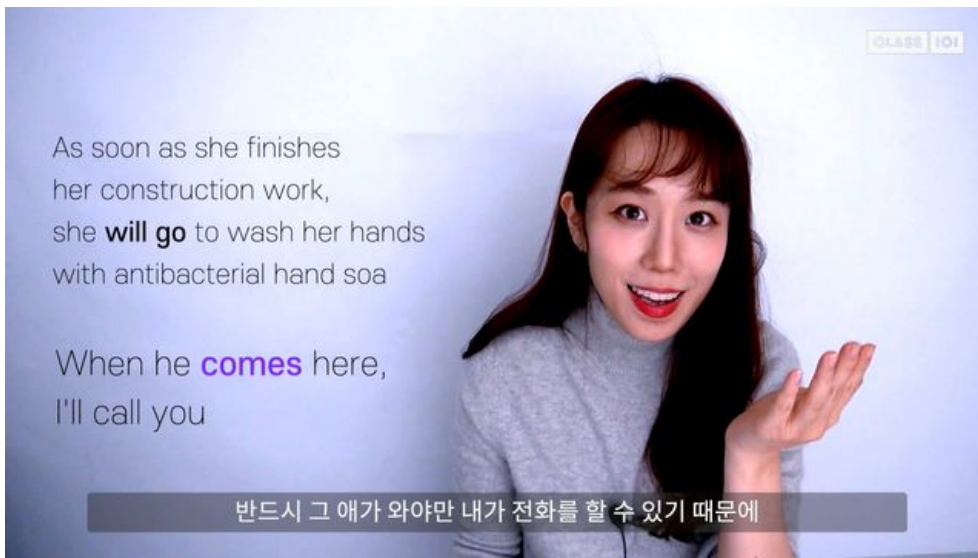 CLASS 101
As soon as she finishes
her construction work,
she will go to wash her hands
with antibacterial hand soa
When he comes here,
I'll call you
반드시 그 애가 와야만 내가 전화를 할 수 있기 때문에